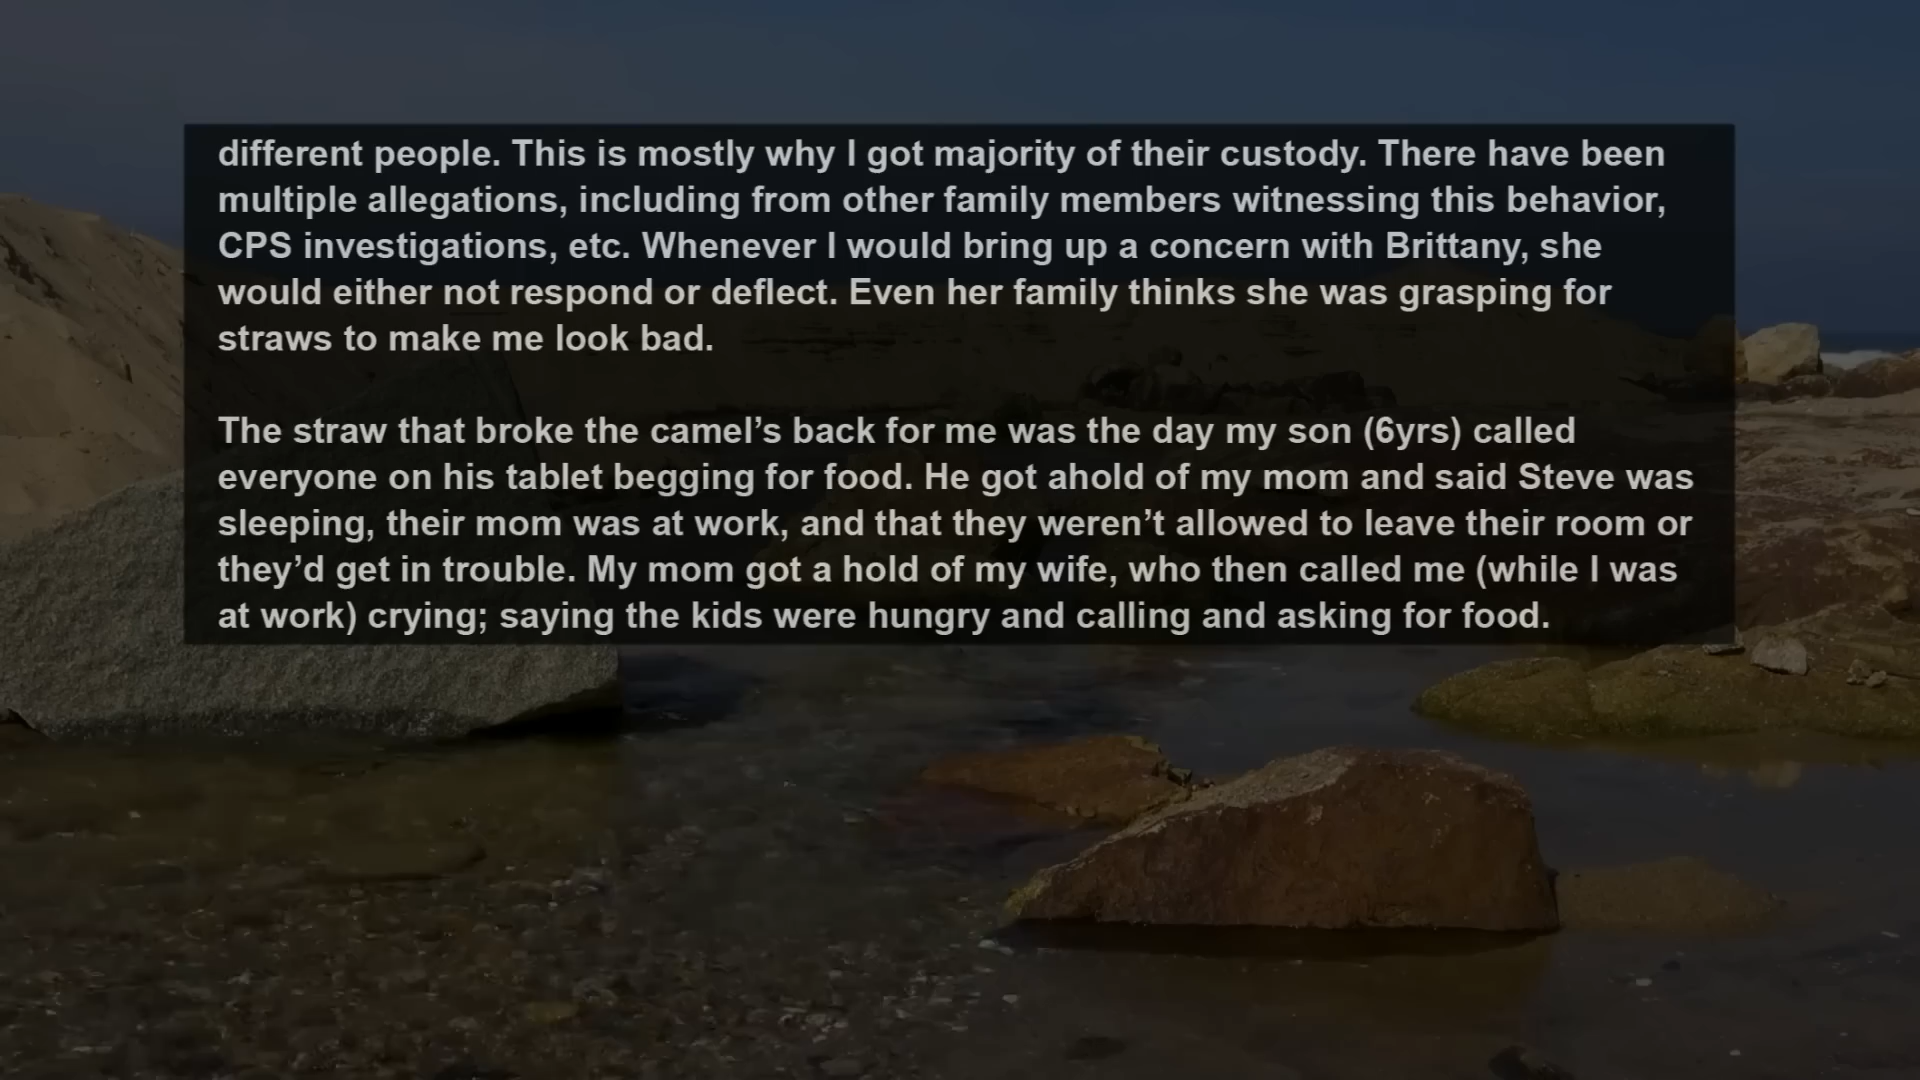 different people. This is mostly why I got majority of their custody. There have been
multiple allegations, including from other family members witnessing this behavior,
CPS investigations, etc. Whenever I would bring up a concern with Brittany, she
would either not respond or deflect. Even her family thinks she was grasping for
straws to make me look bad.
The straw that broke the camel’s back for me was the day my son (6yrs) called
everyone on his tablet begging for food. He got ahold of my mom and said Steve was
sleeping, their mom was at work, and that they weren’t allowed to leave their room or
they’d get in trouble. My mom got a hold of my wife, who then called me (while I was
at work) crying; saying the kids were hungry and calling and asking for food.